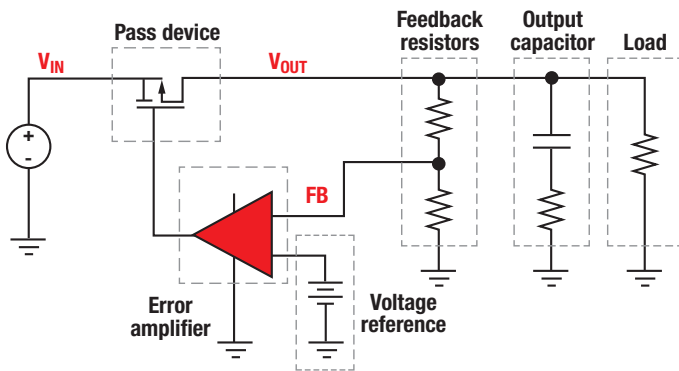 Pass device
Feedback
resistors
Output
capacitor
Load
VIN
VOUT
+
-
FB
Error
amplifier
Voltage
reference